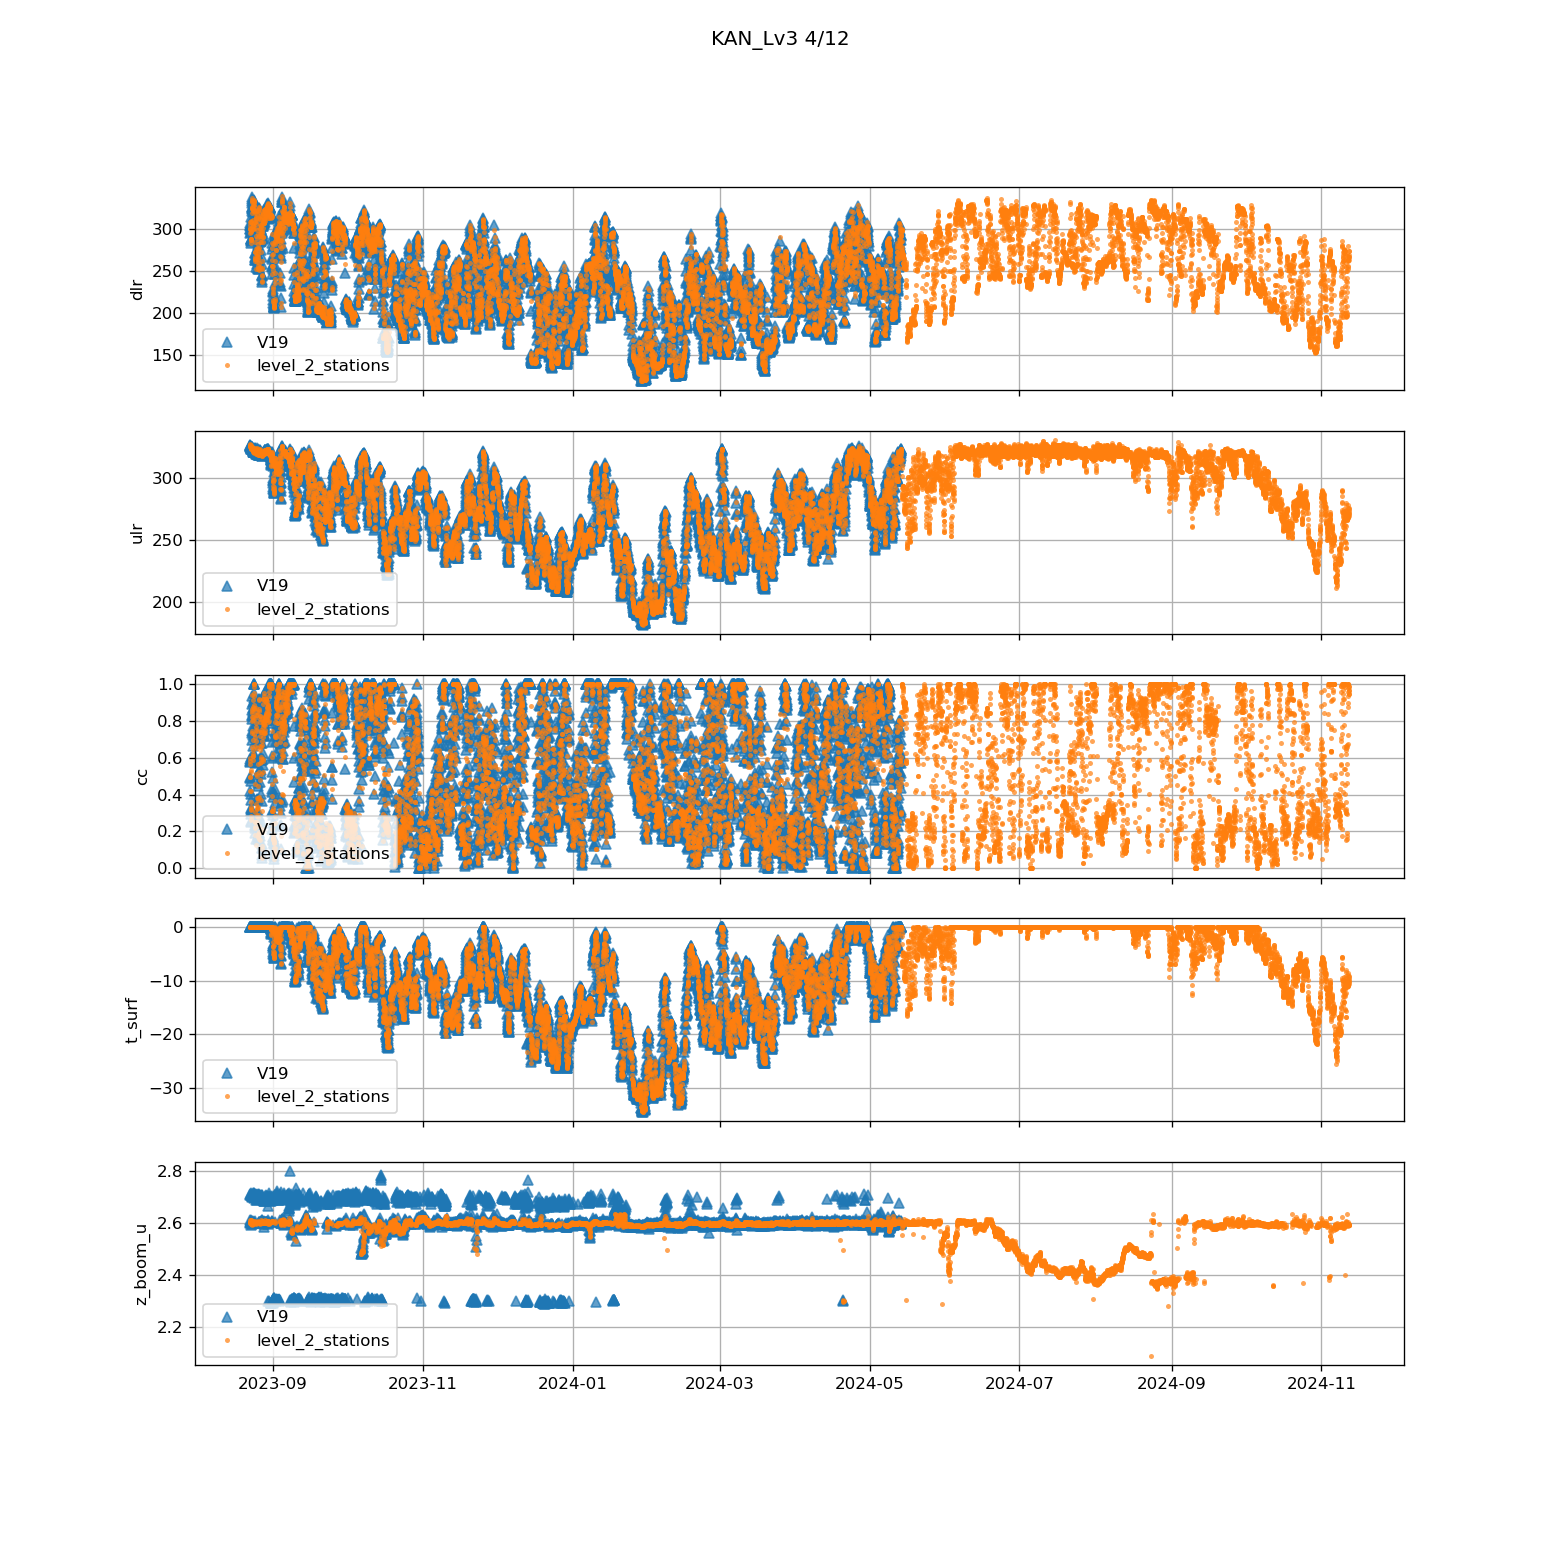 KAN_Lv3 4/12
300
250
200
150
dlr
V19
level_2_stations
300
250
200
ulr
V19
level_2_stations
1.0
0.8
0.6
0.4
0.2
0.0
cc
V19
level_2_stations
0
−10
−20
−30
t_surf
V19
level_2_stations
2.8
2.6
2.4
2.2
z_boom_u
V19
level_2_stations
2023-09 2023-11 2024-01 2024-03 2024-05 2024-07 2024-09 2024-11